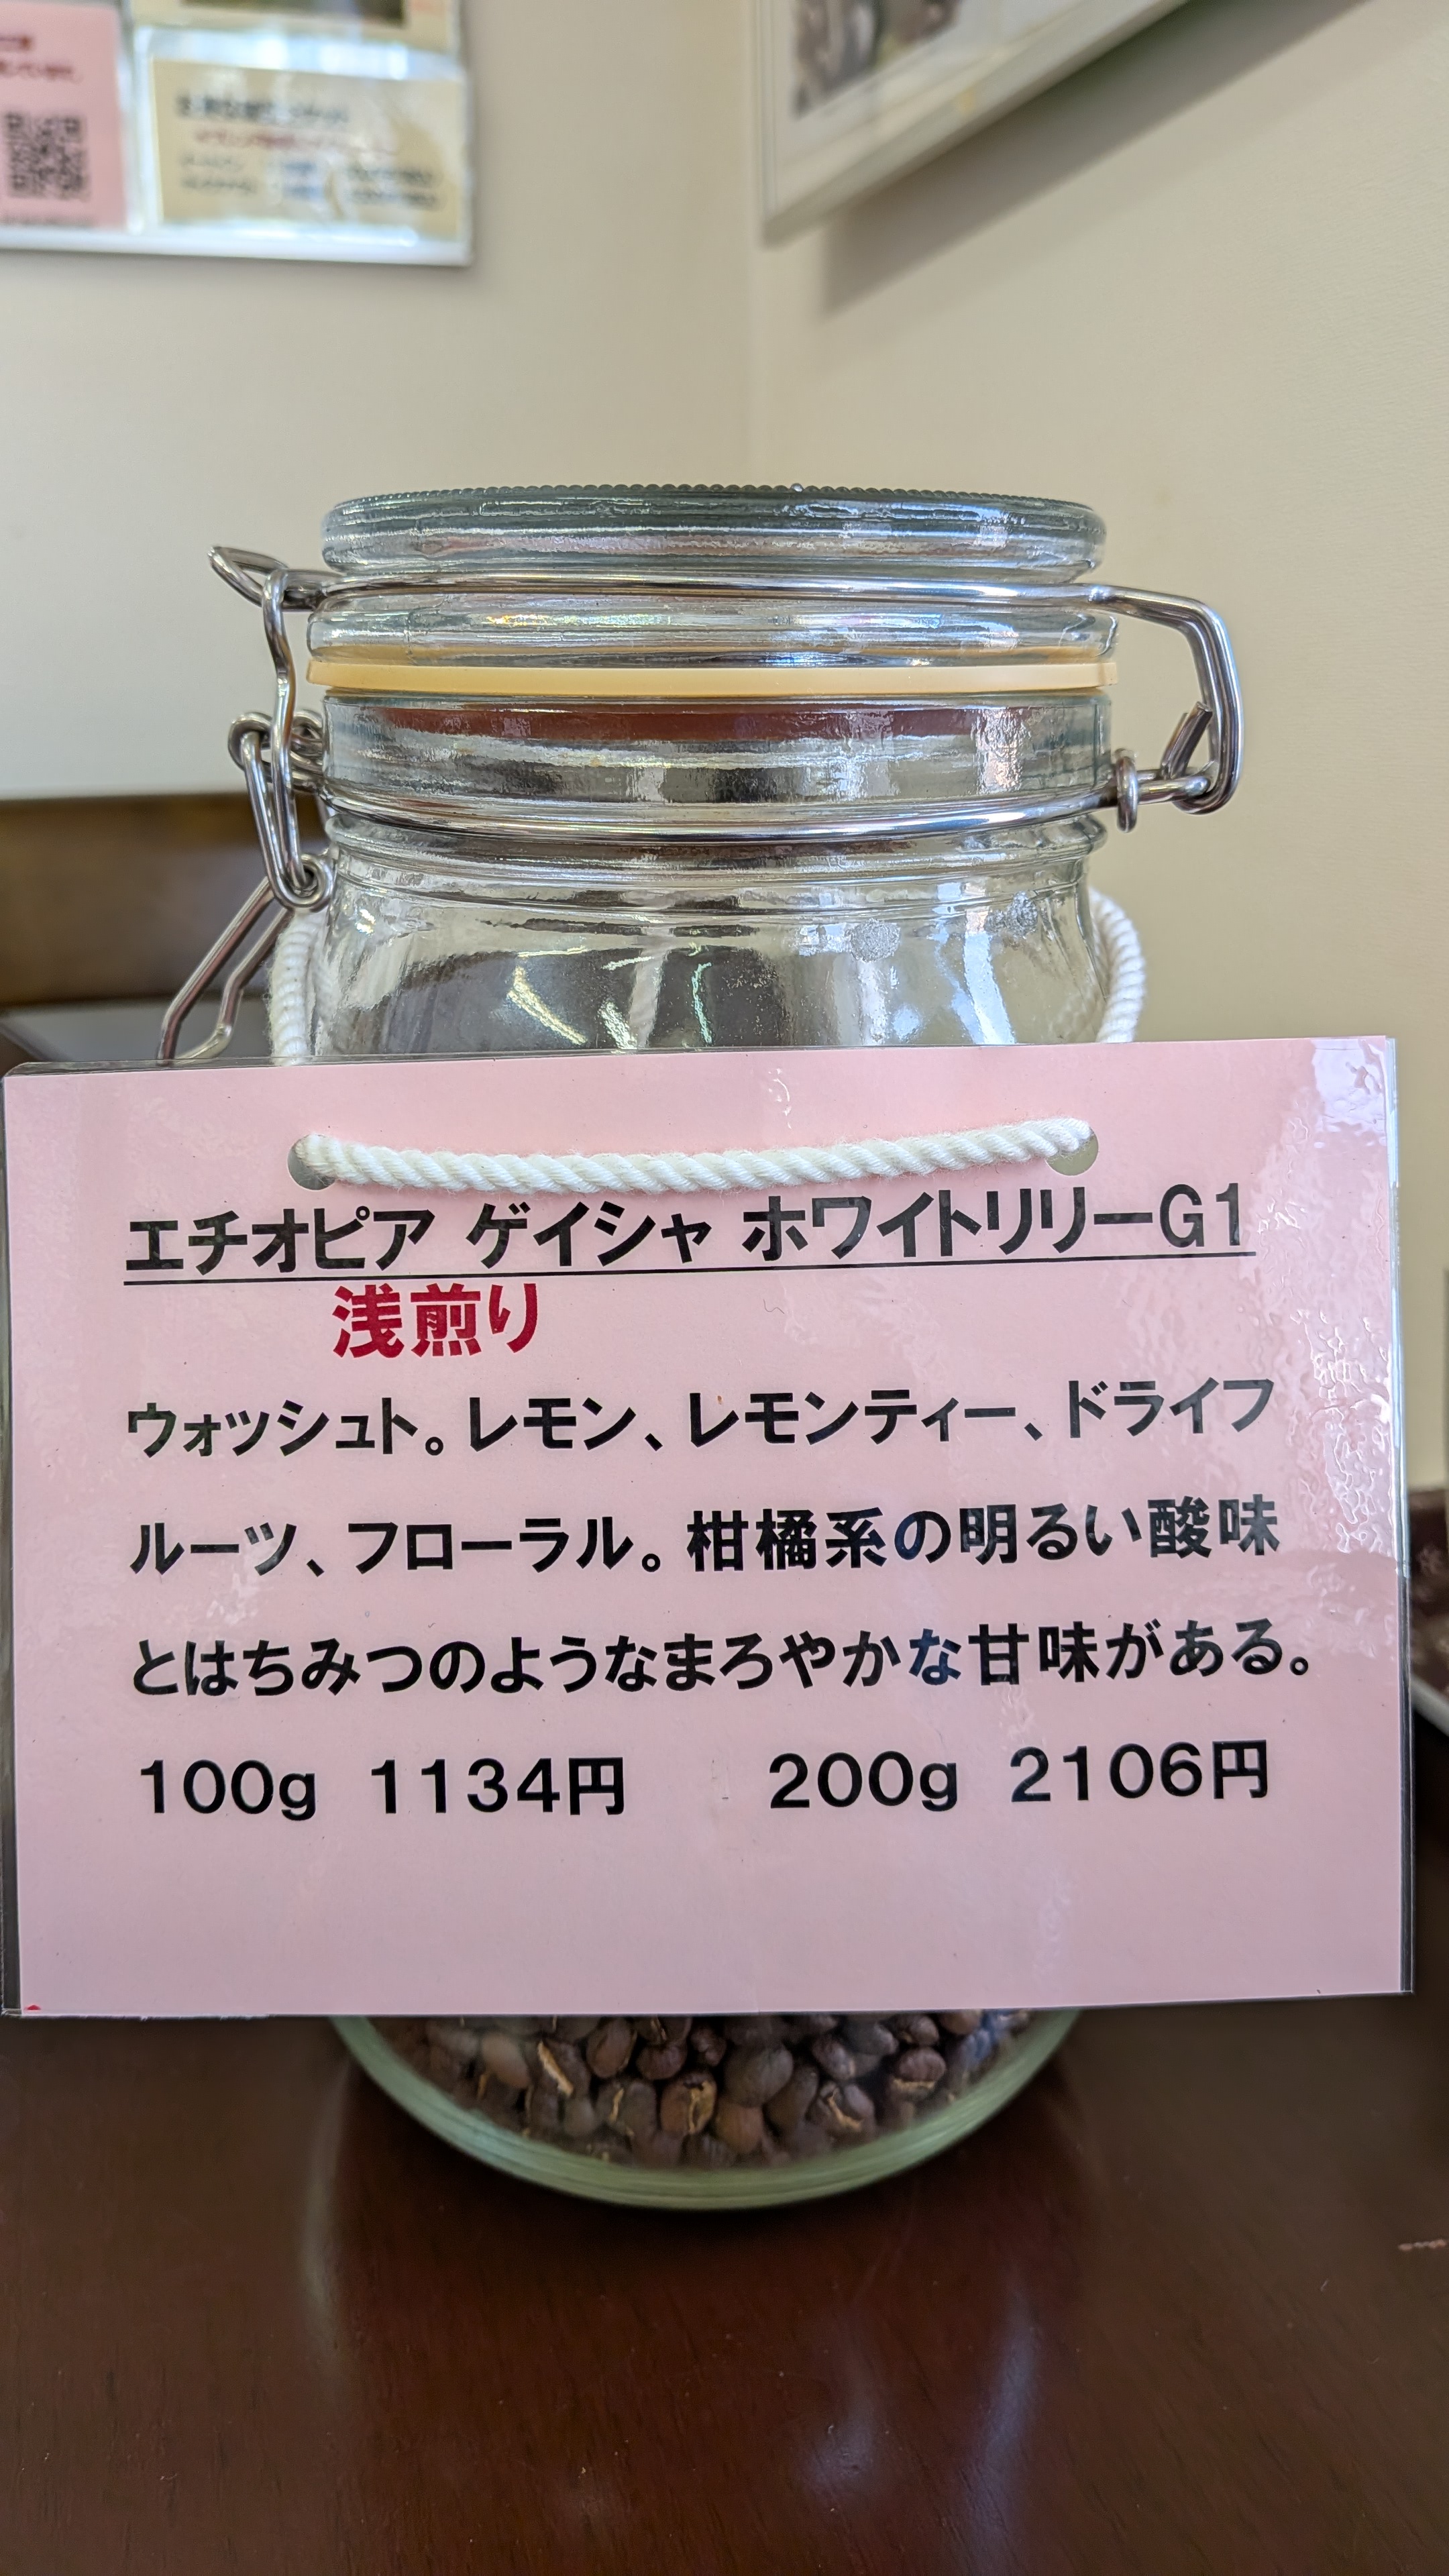 エチオピア ゲイシャ ホワイトリリーG1
浅煎り
ウォッシュト。レモン、レモンティー、ドライフ
ルーツ、フローラル。柑橘系の明るい酸味
とはちみつのようなまろやかな甘味がある。
100g 1134円 200g 2106円